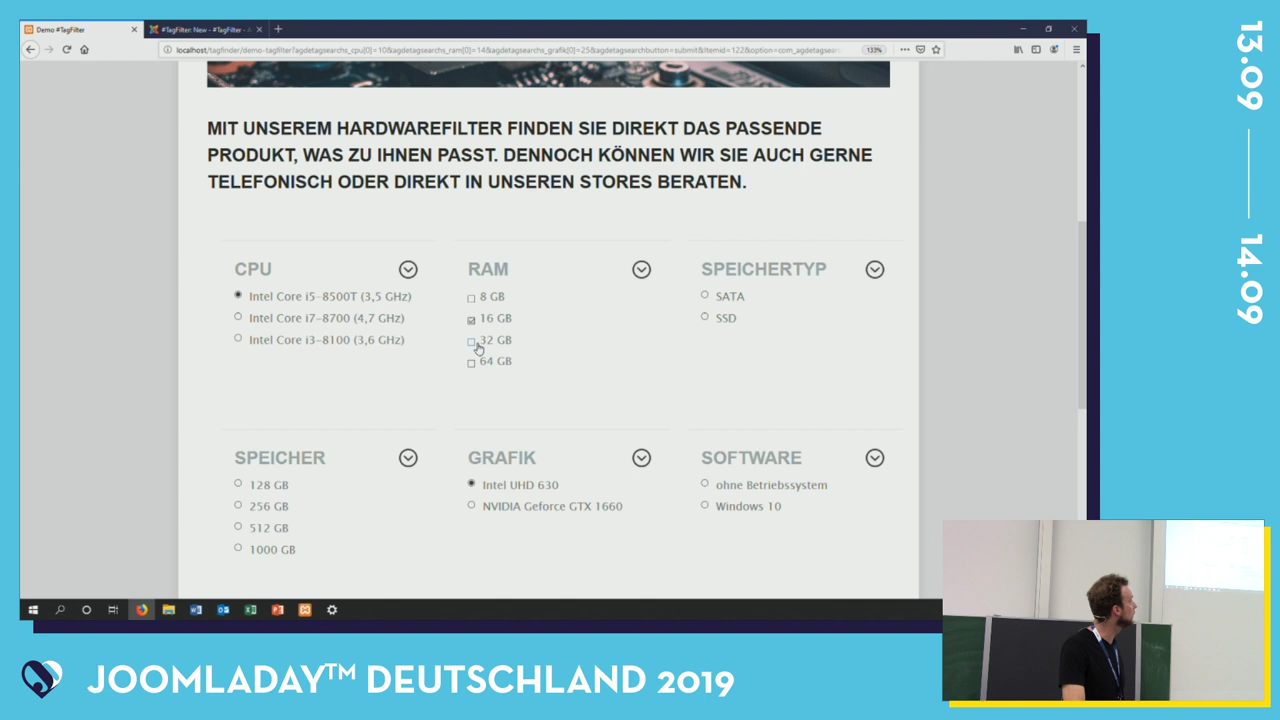 Demo #TagFilter
#TagFilter: New - #TagFilter - A
localhost/tagfinder/demo-tagfilter?agdetagsearchs_cpu[0]=10&agdetagsearchs_ram[0]=14&agdetagsearchs_grafik[0]=25&agdetagsearchbutton=submit&Itemid=122&option=com_agdetagsear
133%
MIT UNSEREM HARDWAREFILTER FINDEN SIE DIREKT DAS PASSENDE
PRODUKT, WAS ZU IHNEN PASST. DENNOCH KÖNNEN WIR SIE AUCH GERNE
TELEFONISCH ODER DIREKT IN UNSEREN STORES BERATEN.
CPU
Intel Core i5-8500T (3,5 GHz)
Intel Core i7-8700 (4,7 GHz)
Intel Core i3-8100 (3,6 GHz)
RAM
8 GB
16 GB
32 GB
64 GB
SPEICHERTYP
SATA
SSD
SPEICHER
128 GB
256 GB
512 GB
1000 GB
GRAFIK
Intel UHD 630
NVIDIA Geforce GTX 1660
SOFTWARE
ohne Betriebssystem
Windows 10
13.09
14.09
JOOMLADAY™ DEUTSCHLAND 2019